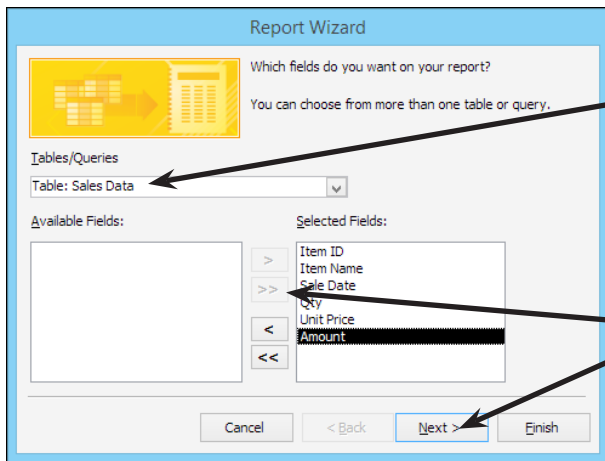 Report Wizard
Which fields do you want on your report?
You can choose from more than one table or query.
Tables/Queries
Table: Sales Data
Available Fields:
Selected Fields:
>
>>
<
<<
Item ID
Item Name
Sale Date
Qty
Unit Price
Amount
Cancel
< Back
Next >
Finish